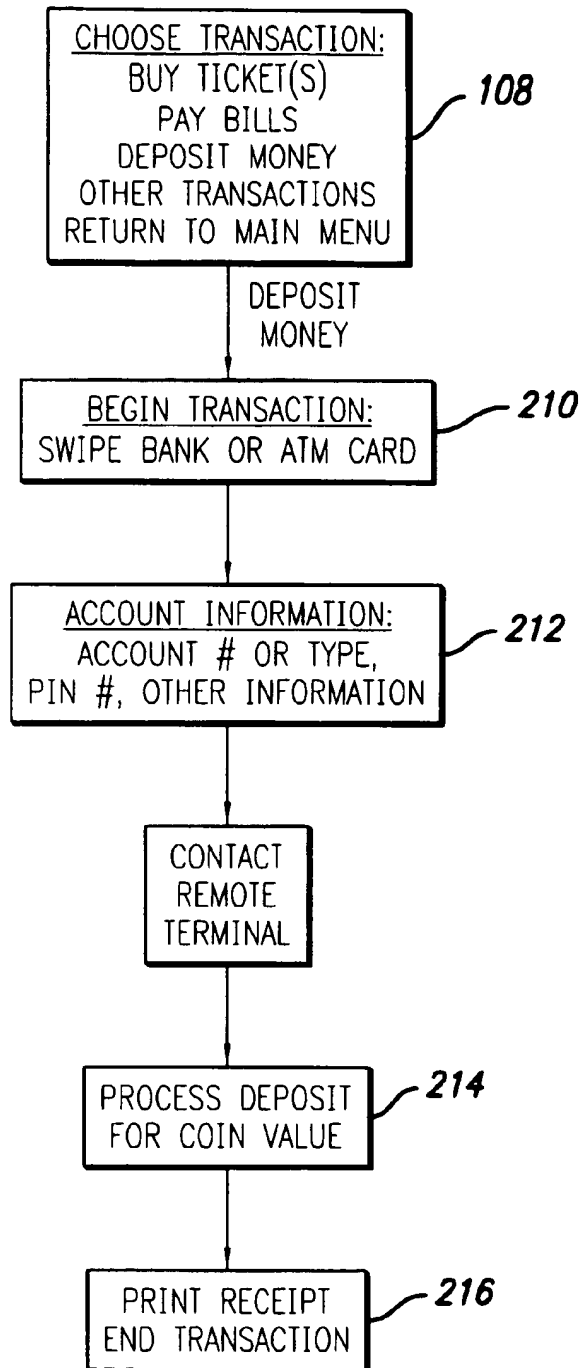 CHOOSE TRANSACTION:
BUY TICKET(S)
PAY BILLS
DEPOSIT MONEY
OTHER TRANSACTIONS
RETURN TO MAIN MENU
108
DEPOSIT
MONEY
BEGIN TRANSACTION:
SWIPE BANK OR ATM CARD
210
ACCOUNT INFORMATION:
ACCOUNT # OR TYPE,
PIN #, OTHER INFORMATION
212
CONTACT
REMOTE
TERMINAL
PROCESS DEPOSIT
FOR COIN VALUE
214
PRINT RECEIPT
END TRANSACTION
216